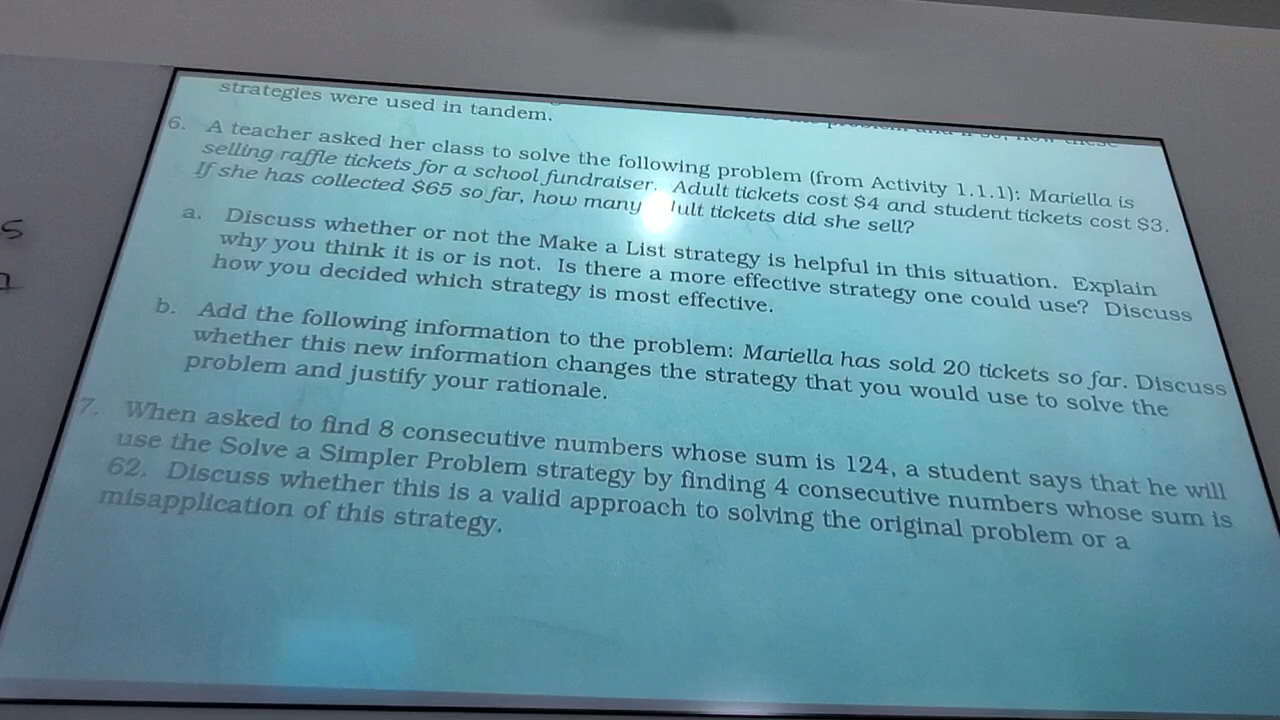 strategies were used in tandem.
6. A teacher asked her class to solve the following problem (from Activity 1.1.1): Mariella is
selling raffle tickets for a school fundraiser. Adult tickets cost $4 and student tickets cost $3.
If she has collected $65 so far, how many ult tickets did she sell?
a. Discuss whether or not the Make a List strategy is helpful in this situation. Explain
why you think it is or is not. Is there a more effective strategy one could use? Discuss
how you decided which strategy is most effective.
b. Add the following information to the problem: Mariella has sold 20 tickets so far. Discuss
whether this new information changes the strategy that you would use to solve the
problem and justify your rationale.
7. When asked to find 8 consecutive numbers whose sum is 124, a student says that he will
use the Solve a Simpler Problem strategy by finding 4 consecutive numbers whose sum is
62. Discuss whether this is a valid approach to solving the original problem or a
misapplication of this strategy.